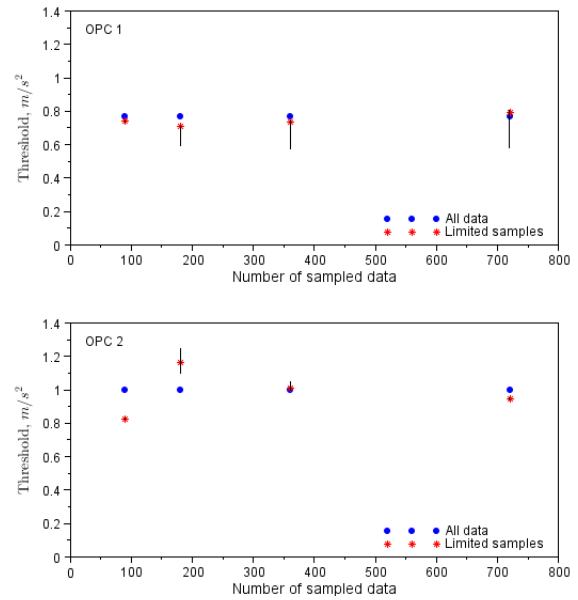 OPC 1
1.4
1.2
1
0.8
0.6
0.4
0.2
0
Threshold, m/s²
All data
Limited samples
0 100 200 300 400 500 600 700 800
Number of sampled data
OPC 2
1.4
1.2
1
0.8
0.6
0.4
0.2
0
Threshold, m/s²
All data
Limited samples
0 100 200 300 400 500 600 700 800
Number of sampled data